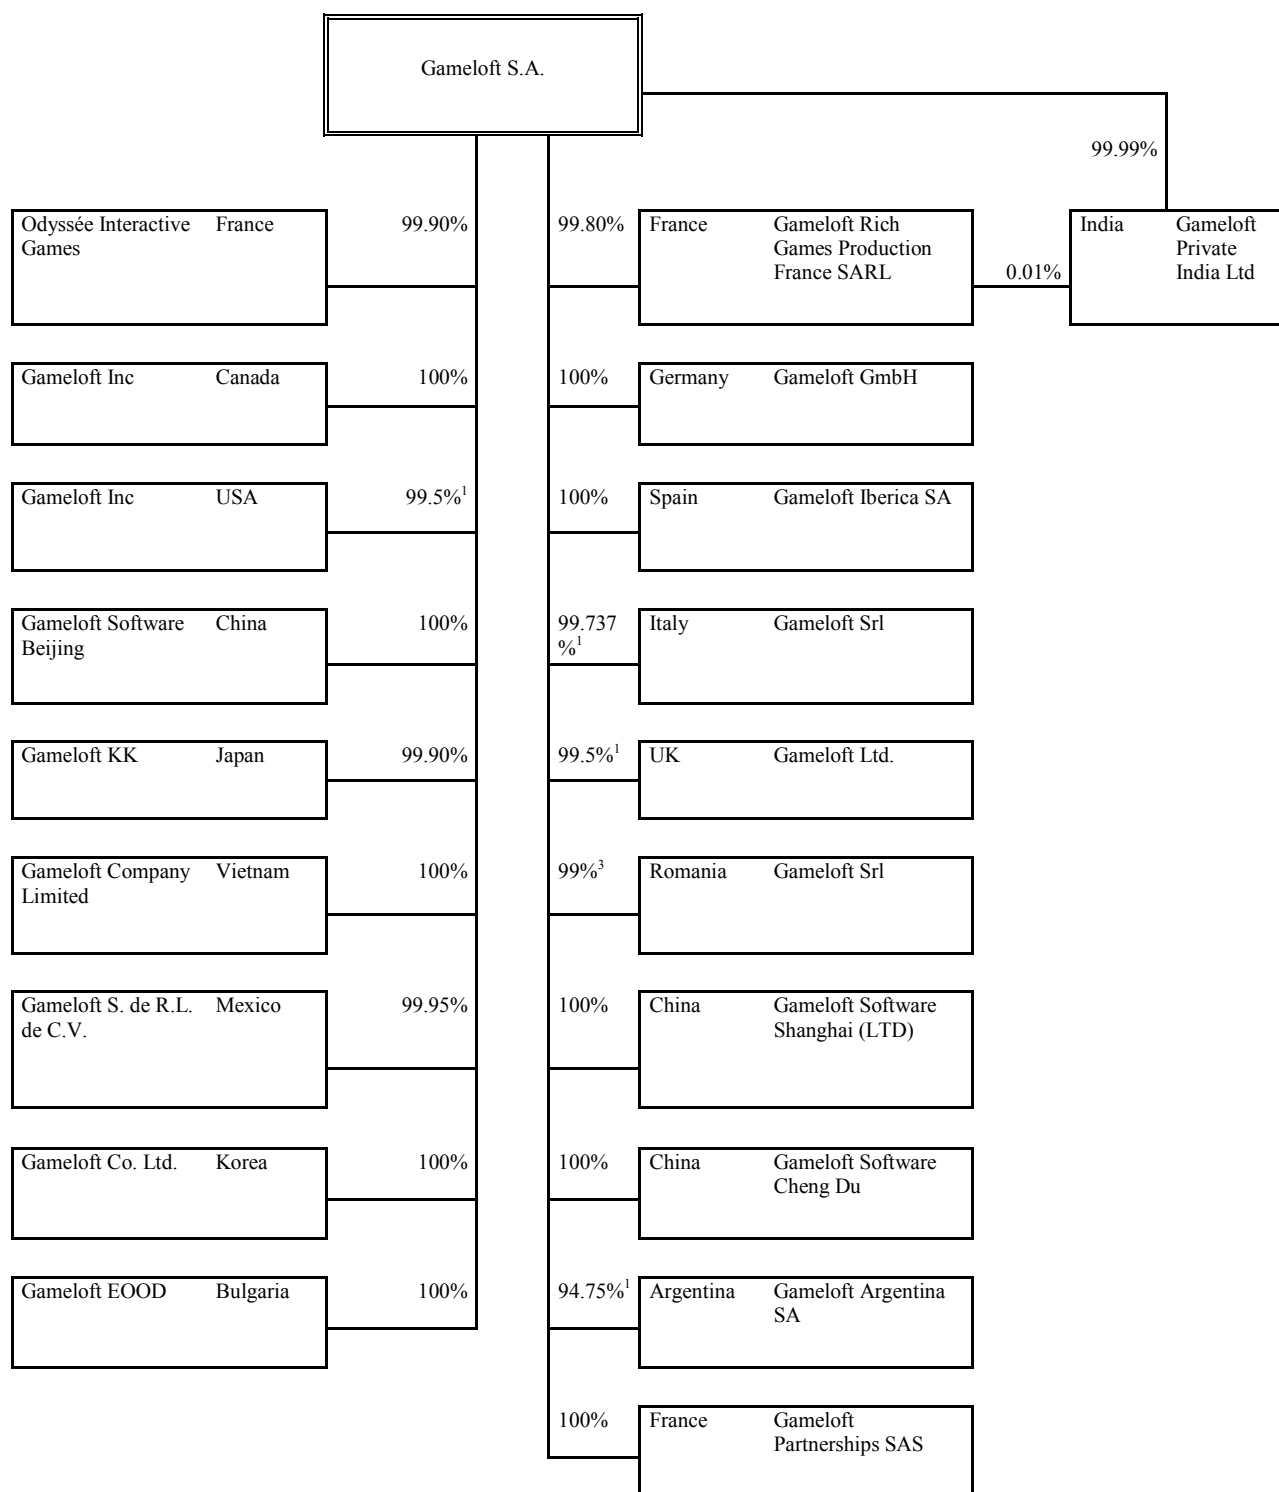 Gameloft S.A.
99.99%
Odyssée Interactive France 99.90% 99.80% France Gameloft Rich India Gameloft
Games Games Production Private
France SARL 0.01% India Ltd
Gameloft Inc Canada 100% 100% Germany Gameloft GmbH
Gameloft Inc USA 99.5%1 100% Spain Gameloft Iberica SA
Gameloft Software China 100% 99.737 Italy Gameloft Srl
Beijing %1
Gameloft KK Japan 99.90% 99.5%1 UK Gameloft Ltd.
Gameloft Company Vietnam 100% 99%3 Romania Gameloft Srl
Limited
Gameloft S. de R.L. Mexico 99.95% 100% China Gameloft Software
de C.V. Shanghai (LTD)
Gameloft Co. Ltd. Korea 100% 100% China Gameloft Software
Cheng Du
Gameloft EOOD Bulgaria 100% 94.75%1 Argentina Gameloft Argentina
SA
100% France Gameloft
Partnerships SAS